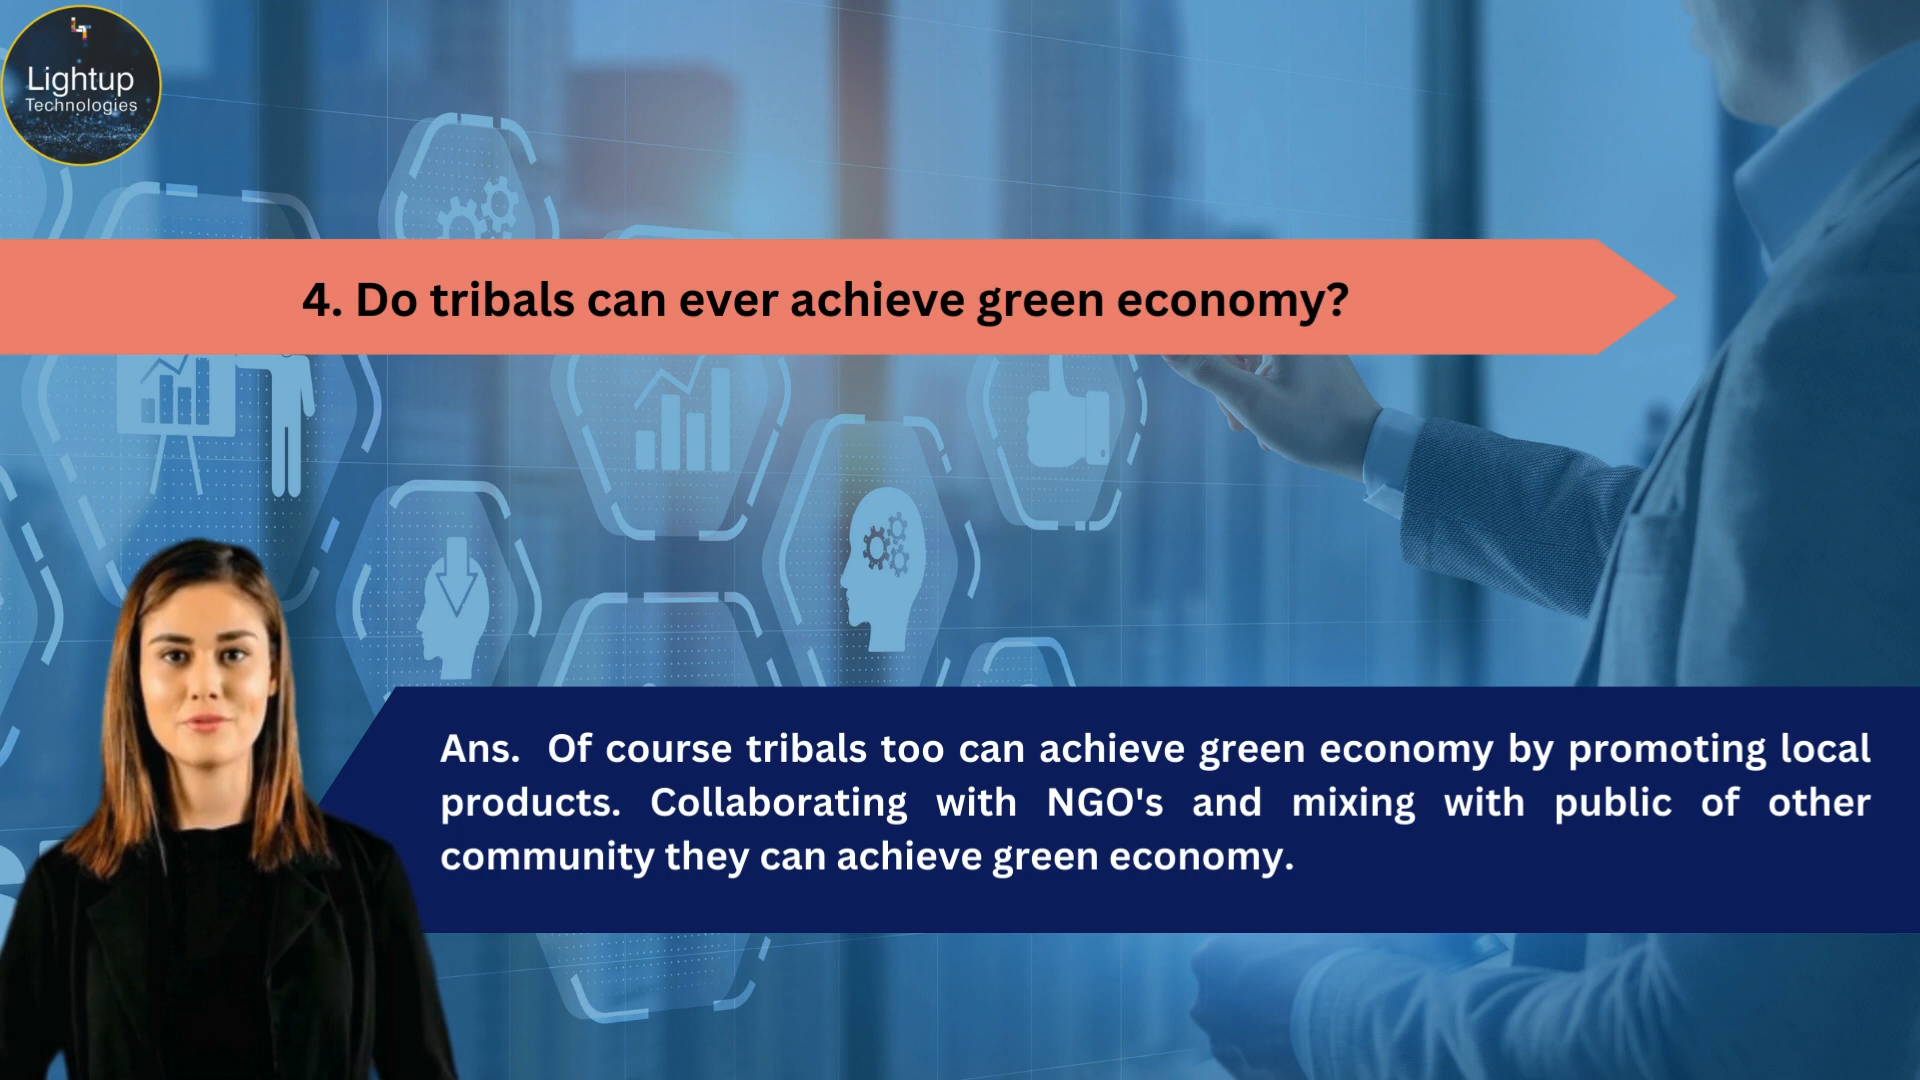 LT
Lightup
Technologies
4. Do tribals can ever achieve green economy?
Ans. Of course tribals too can achieve green economy by promoting local
products. Collaborating with NGO's and mixing with public of other
community they can achieve green economy.